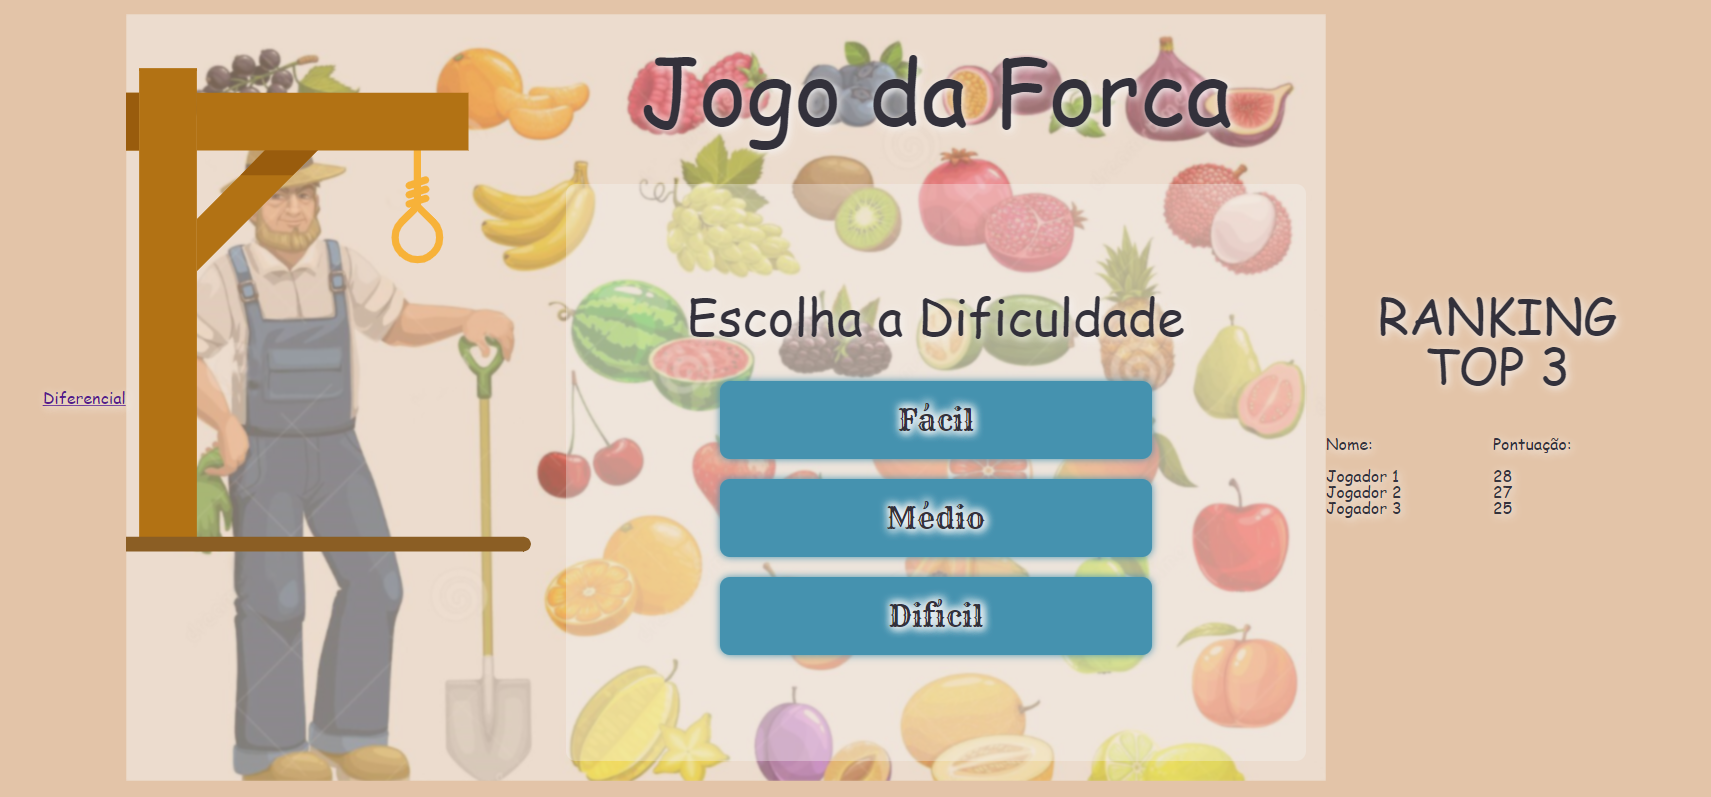 Jogo da Forca
Escolha a Dificuldade
Fácil
Médio
Difícil
Diferencial
RANKING
TOP 3
Nome: Pontuação:
Jogador 1 28
Jogador 2 27
Jogador 3 25